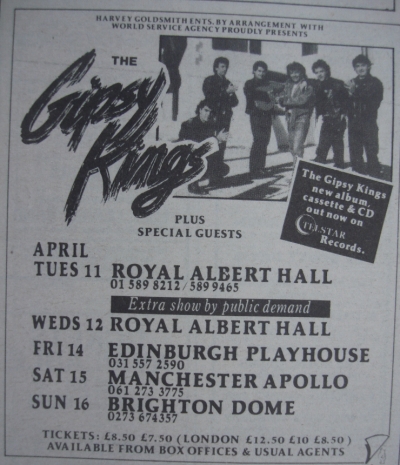 HARVEY GOLDSMITH ENTS. BY ARRANGEMENT WITH
WORLD SERVICE AGENCY PROUDLY PRESENTS
THE
Gipsy
Kings
The Gipsy Kings
new album,
cassette & CD
out now on
TELSTAR
Records.
PLUS
SPECIAL GUESTS
APRIL
TUES 11 ROYAL ALBERT HALL
01 589 8212 / 589 9465
Extra show by public demand
WEDS 12 ROYAL ALBERT HALL
FRI 14 EDINBURGH PLAYHOUSE
031 557 2590
SAT 15 MANCHESTER APOLLO
061 273 3775
SUN 16 BRIGHTON DOME
0273 674357
TICKETS: £8.50 £7.50 (LONDON £12.50 £10 £8.50)
AVAILABLE FROM BOX OFFICES & USUAL AGENTS